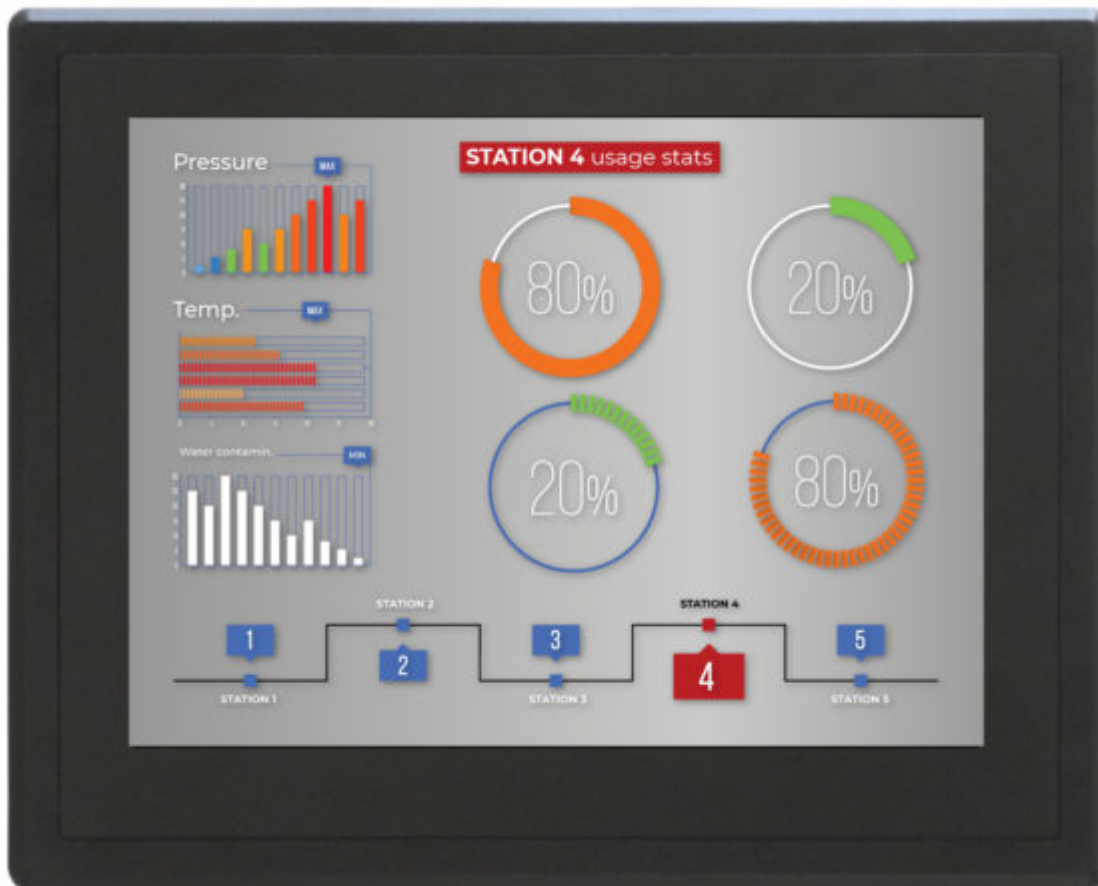 Pressure
MAX
STATION 4 usage stats
80%
20%
Temp.
MAX
Water contamin.
MIN
20%
80%
STATION 2
STATION 4
1
2
3
4
5
STATION 1
STATION 3
STATION 5